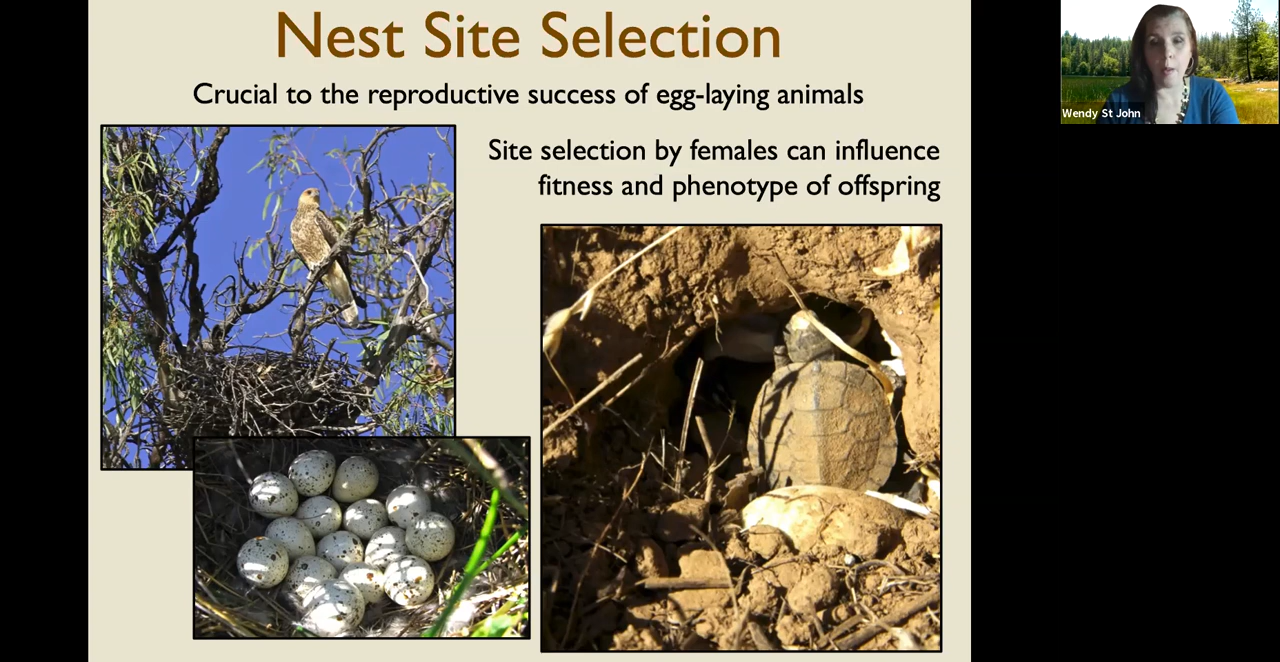 Nest Site Selection
Crucial to the reproductive success of egg-laying animals
Site selection by females can influence
fitness and phenotype of offspring
Wendy St John